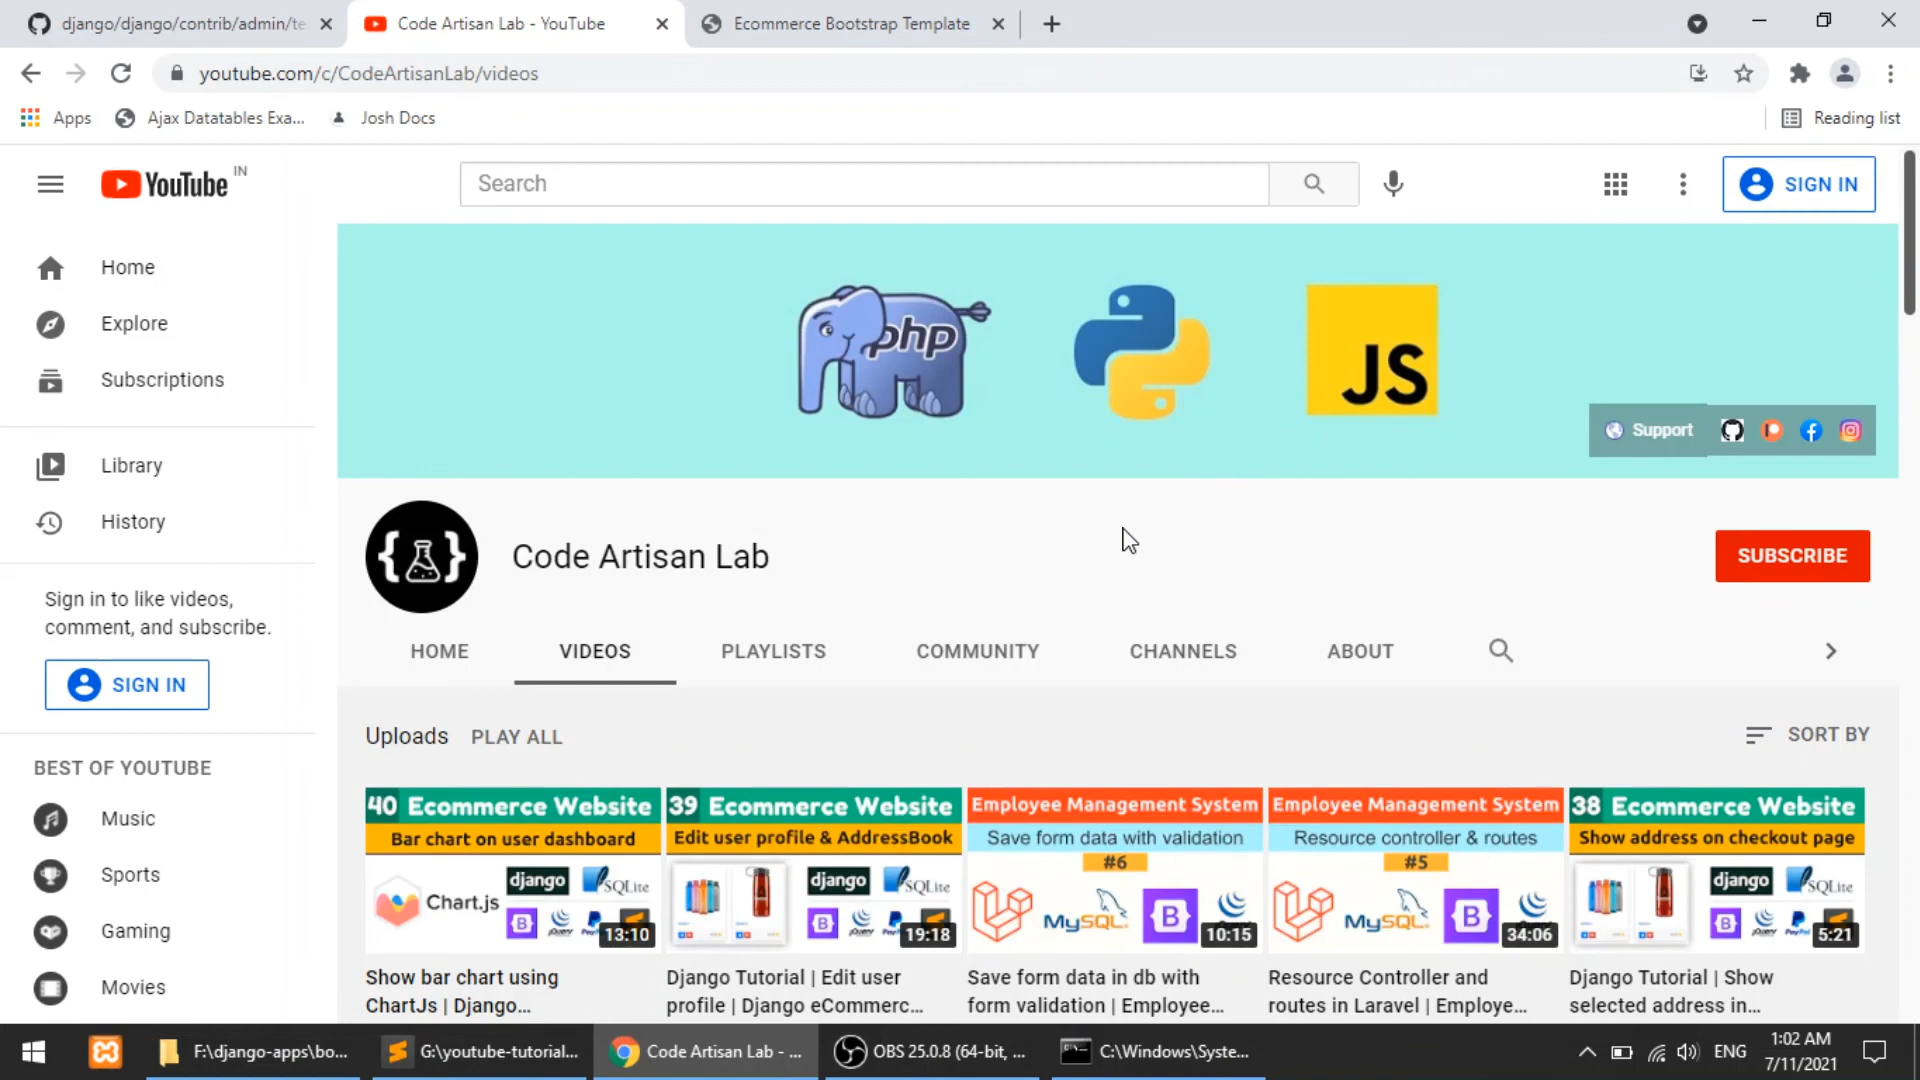 django/django/contrib/admin/te
Code Artisan Lab - YouTube
Ecommerce Bootstrap Template
youtube.com/c/CodeArtisanLab/videos
Apps
Ajax Datatables Exa...
Josh Docs
Reading list
YouTube IN
Search
SIGN IN
Home
Explore
Subscriptions
Library
History
Sign in to like videos,
comment, and subscribe.
SIGN IN
BEST OF YOUTUBE
Music
Sports
Gaming
Movies
php
JS
Support
Code Artisan Lab
SUBSCRIBE
HOME
VIDEOS
PLAYLISTS
COMMUNITY
CHANNELS
ABOUT
Uploads
PLAY ALL
SORT BY
40 Ecommerce Website
Bar chart on user dashboard
Chart.js
django
SQLite
B
jQuery
13:10
Show bar chart using
ChartJs | Django...
39 Ecommerce Website
Edit user profile & AddressBook
django
SQLite
B
jQuery
19:18
Django Tutorial | Edit user
profile | Django eCommerc...
Employee Management System
Save form data with validation
#6
MySQL
B
10:15
Save form data in db with
form validation | Employee...
Employee Management System
Resource controller & routes
#5
MySQL
B
34:06
Resource Controller and
routes in Laravel | Employe...
38 Ecommerce Website
Show address on checkout page
django
SQLite
B
jQuery
5:21
Django Tutorial | Show
selected address in...
F:\django-apps\bo...
G:\youtube-tutorial...
Code Artisan Lab - ...
OBS 25.0.8 (64-bit, ...
C:\Windows\Syste...
ENG
1:02 AM
7/11/2021